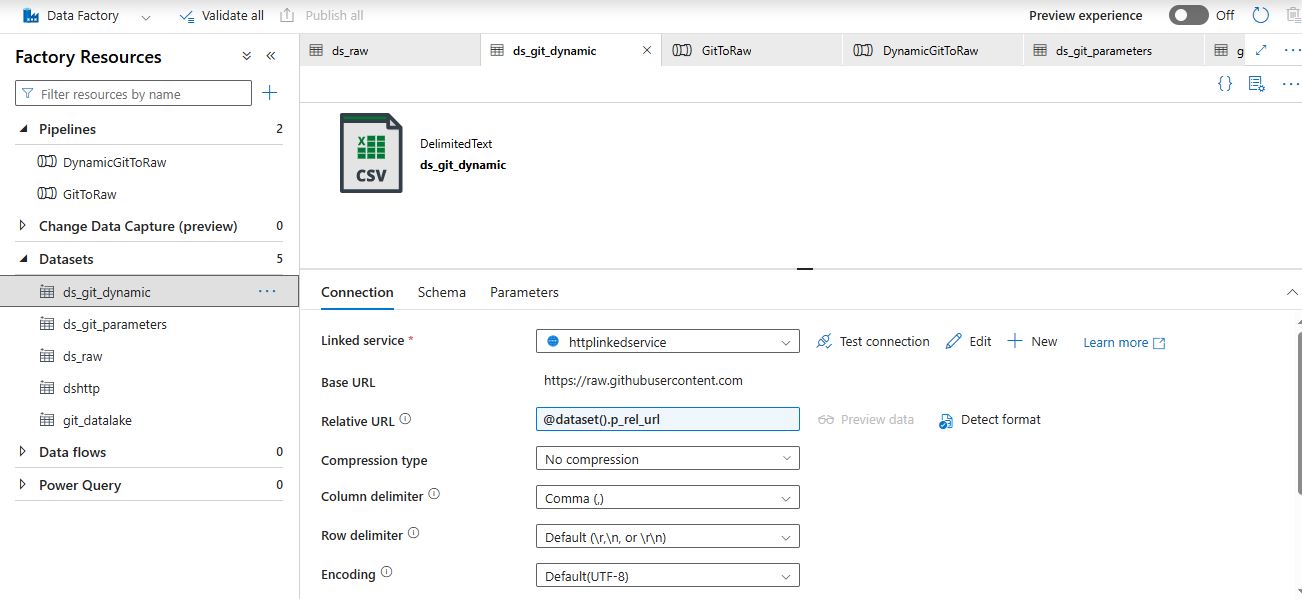 Data Factory Validate all Publish all Preview experience Off
Factory Resources
Filter resources by name
Pipelines 2
DynamicGitToRaw
GitToRaw
Change Data Capture (preview) 0
Datasets 5
ds_git_dynamic ...
ds_git_parameters
ds_raw
dshttp
git_datalake
Data flows 0
Power Query 0
ds_raw ds_git_dynamic GitToRaw DynamicGitToRaw ds_git_parameters g ...
{} ...
CSV
DelimitedText
ds_git_dynamic
Connection Schema Parameters
Linked service * httplinkedservice Test connection Edit New Learn more
Base URL https://raw.githubusercontent.com
Relative URL @dataset().p_rel_url Preview data Detect format
Compression type No compression
Column delimiter Comma (,)
Row delimiter Default (\r,\n, or \r\n)
Encoding Default(UTF-8)